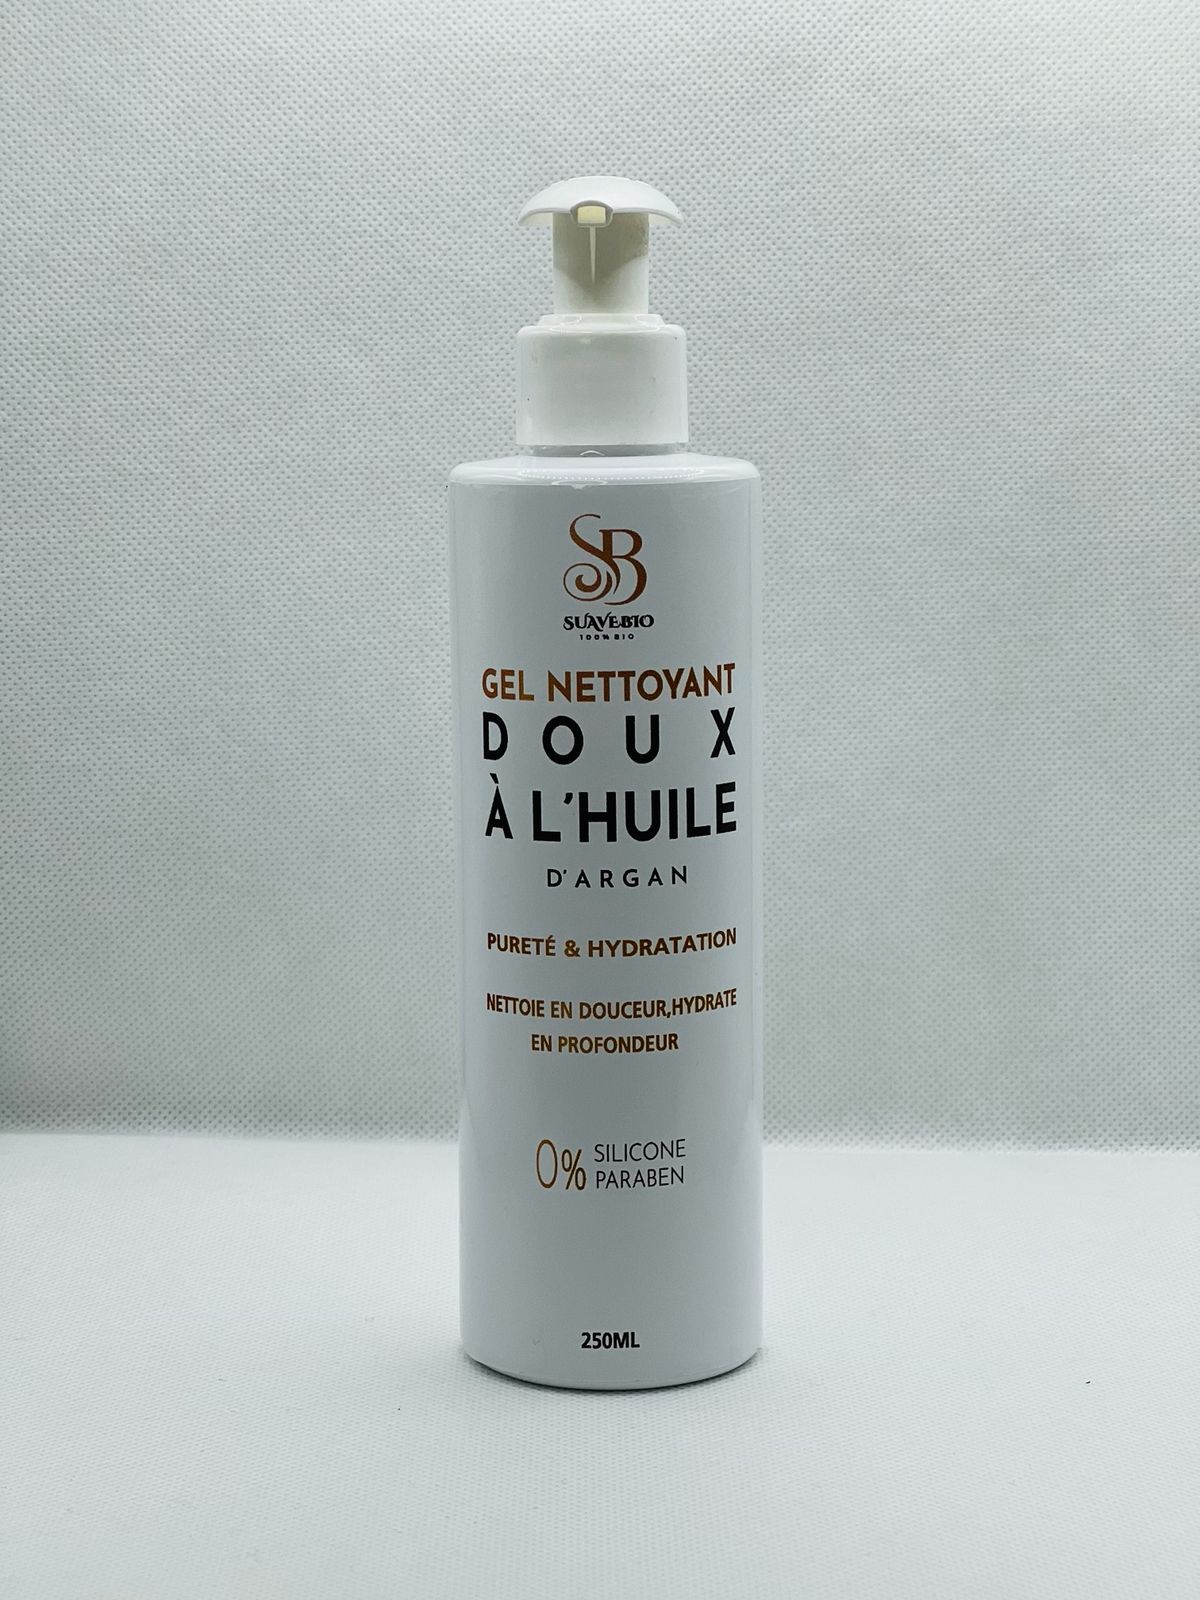 SB
SUAVEBIO
100% BIO
GEL NETTOYANT
DOUX
À L'HUILE
D'ARGAN
PURETÉ & HYDRATATION
NETTOIE EN DOUCEUR,HYDRATE
EN PROFONDEUR
0% SILICONE
PARABEN
250ML